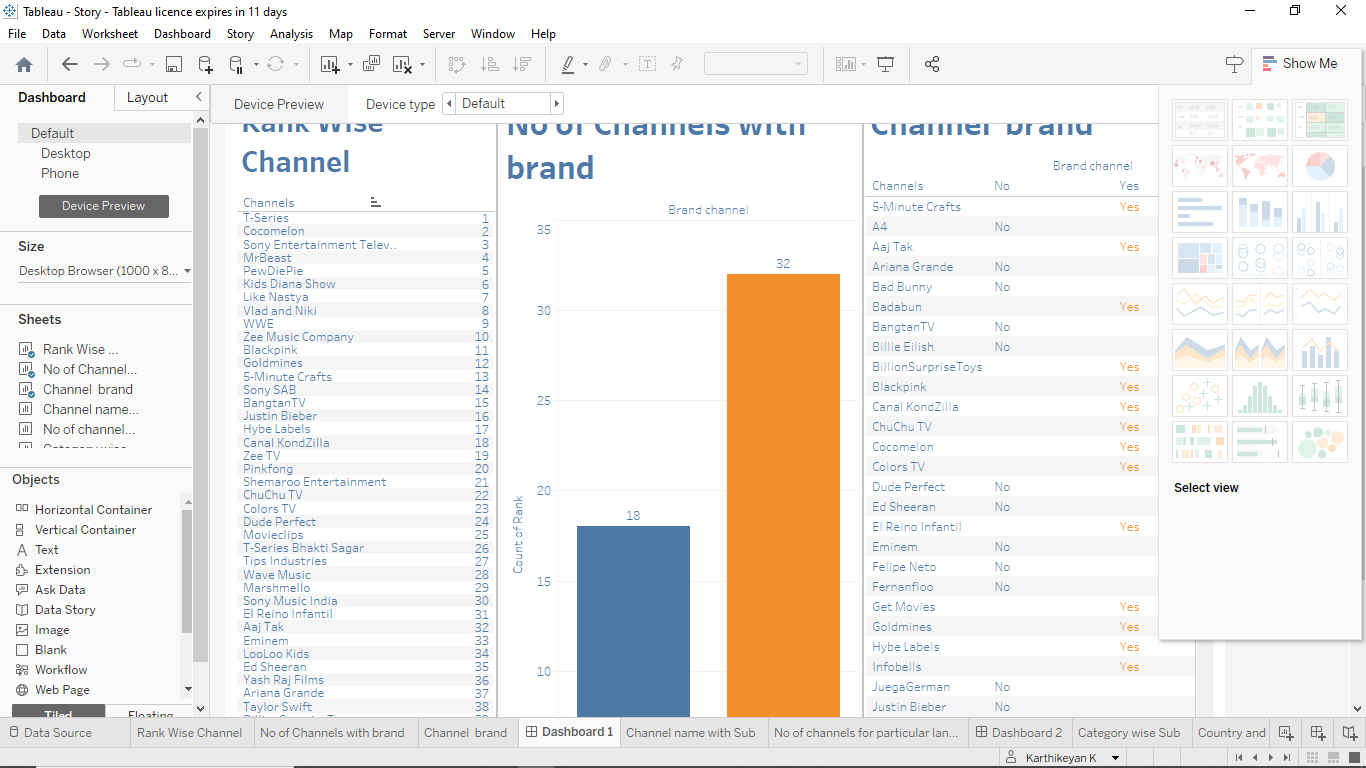 Tableau - Story - Tableau licence expires in 11 days
File Data Worksheet Dashboard Story Analysis Map Format Server Window Help
Show Me
Dashboard Layout
Device Preview Device type Default
Default
Desktop
Phone
Device Preview
Size
Desktop Browser (1000 x 8...
Sheets
Rank Wise ...
No of Channel...
Channel brand
Channel name...
No of channel...
Category wise
Objects
Horizontal Container
Vertical Container
Text
Extension
Ask Data
Data Story
Image
Blank
Workflow
Web Page
Tiled Floating
Rank Wise
Channel
Channels
T-Series 1
Cocomelon 2
Sony Entertainment Telev.. 3
MrBeast 4
PewDiePie 5
Kids Diana Show 6
Like Nastya 7
Vlad and Niki 8
WWE 9
Zee Music Company 10
Blackpink 11
Goldmines 12
5-Minute Crafts 13
Sony SAB 14
BangtanTV 15
Justin Bieber 16
Hybe Labels 17
Canal KondZilla 18
Zee TV 19
Pinkfong 20
Shemaroo Entertainment 21
ChuChu TV 22
Colors TV 23
Dude Perfect 24
Movieclips 25
T-Series Bhakti Sagar 26
Tips Industries 27
Wave Music 28
Marshmello 29
Sony Music India 30
El Reino Infantil 31
Aaj Tak 32
Eminem 33
LooLoo Kids 34
Ed Sheeran 35
Yash Raj Films 36
Ariana Grande 37
Taylor Swift 38
No of Channels with
brand
Brand channel
35
32
30
25
20
18
15
10
Count of Rank
Channel brand
Brand channel
Channels No Yes
5-Minute Crafts Yes
A4 No
Aaj Tak Yes
Ariana Grande No
Bad Bunny No
Badabun Yes
BangtanTV No
Billie Eilish No
BillionSurpriseToys Yes
Blackpink Yes
Canal KondZilla Yes
ChuChu TV Yes
Cocomelon Yes
Colors TV Yes
Dude Perfect No
Ed Sheeran No
El Reino Infantil Yes
Eminem No
Felipe Neto No
Fernanfloo No
Get Movies Yes
Goldmines Yes
Hybe Labels Yes
Infobells Yes
JuegaGerman No
Justin Bieber No
Select view
Data Source Rank Wise Channel No of Channels with brand Channel brand Dashboard 1 Channel name with Sub No of channels for particular lan... Dashboard 2 Category wise Sub Country and
Karthikeyan K